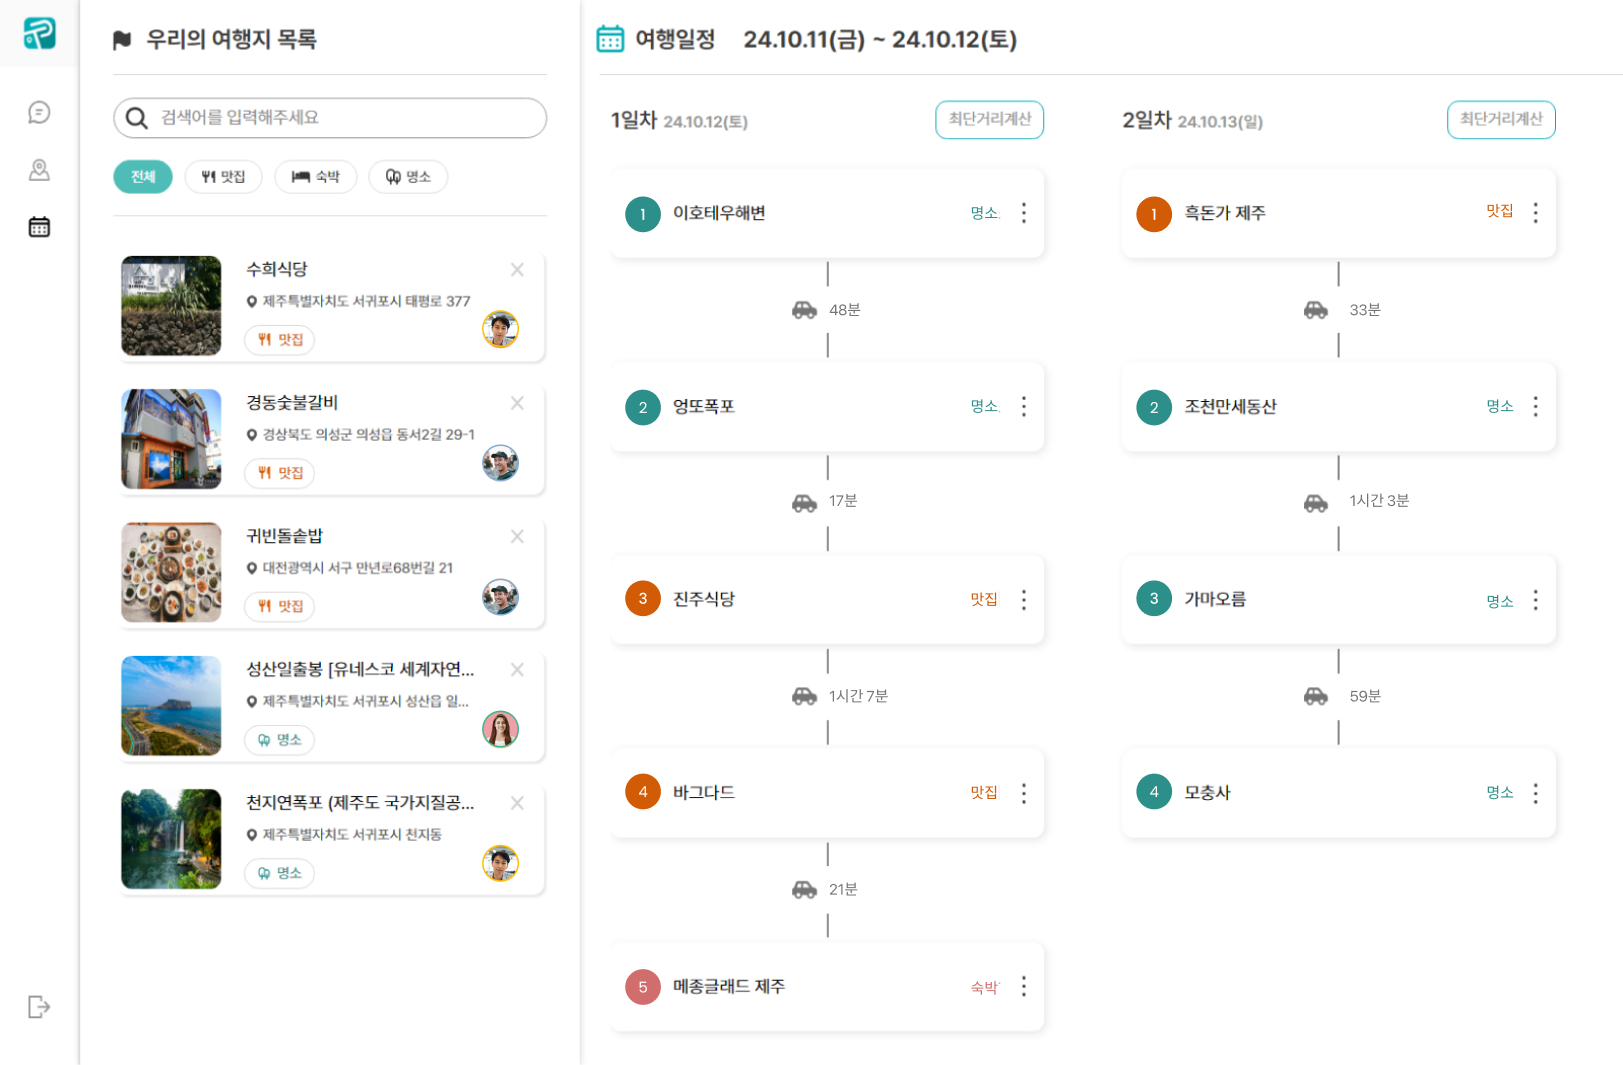 우리의 여행지 목록
검색어를 입력해주세요
전체
맛집
숙박
명소
수희식당
제주특별자치도 서귀포시 태평로 377
맛집
경동숯불갈비
경상북도 의성군 의성읍 동서2길 29-1
맛집
귀빈돌솥밥
대전광역시 서구 만년로68번길 21
맛집
성산일출봉 [유네스코 세계자연...
제주특별자치도 서귀포시 성산읍 일...
명소
천지연폭포 (제주도 국가지질공...
제주특별자치도 서귀포시 천지동
명소
여행일정 24.10.11(금) ~ 24.10.12(토)
1일차 24.10.12(토)
최단거리계산
1 이호테우해변 명소
48분
2 엉또폭포 명소
17분
3 진주식당 맛집
1시간 7분
4 바그다드 맛집
21분
5 메종글래드 제주 숙박
2일차 24.10.13(일)
최단거리계산
1 흑돈가 제주 맛집
33분
2 조천만세동산 명소
1시간 3분
3 가마오름 명소
59분
4 모충사 명소